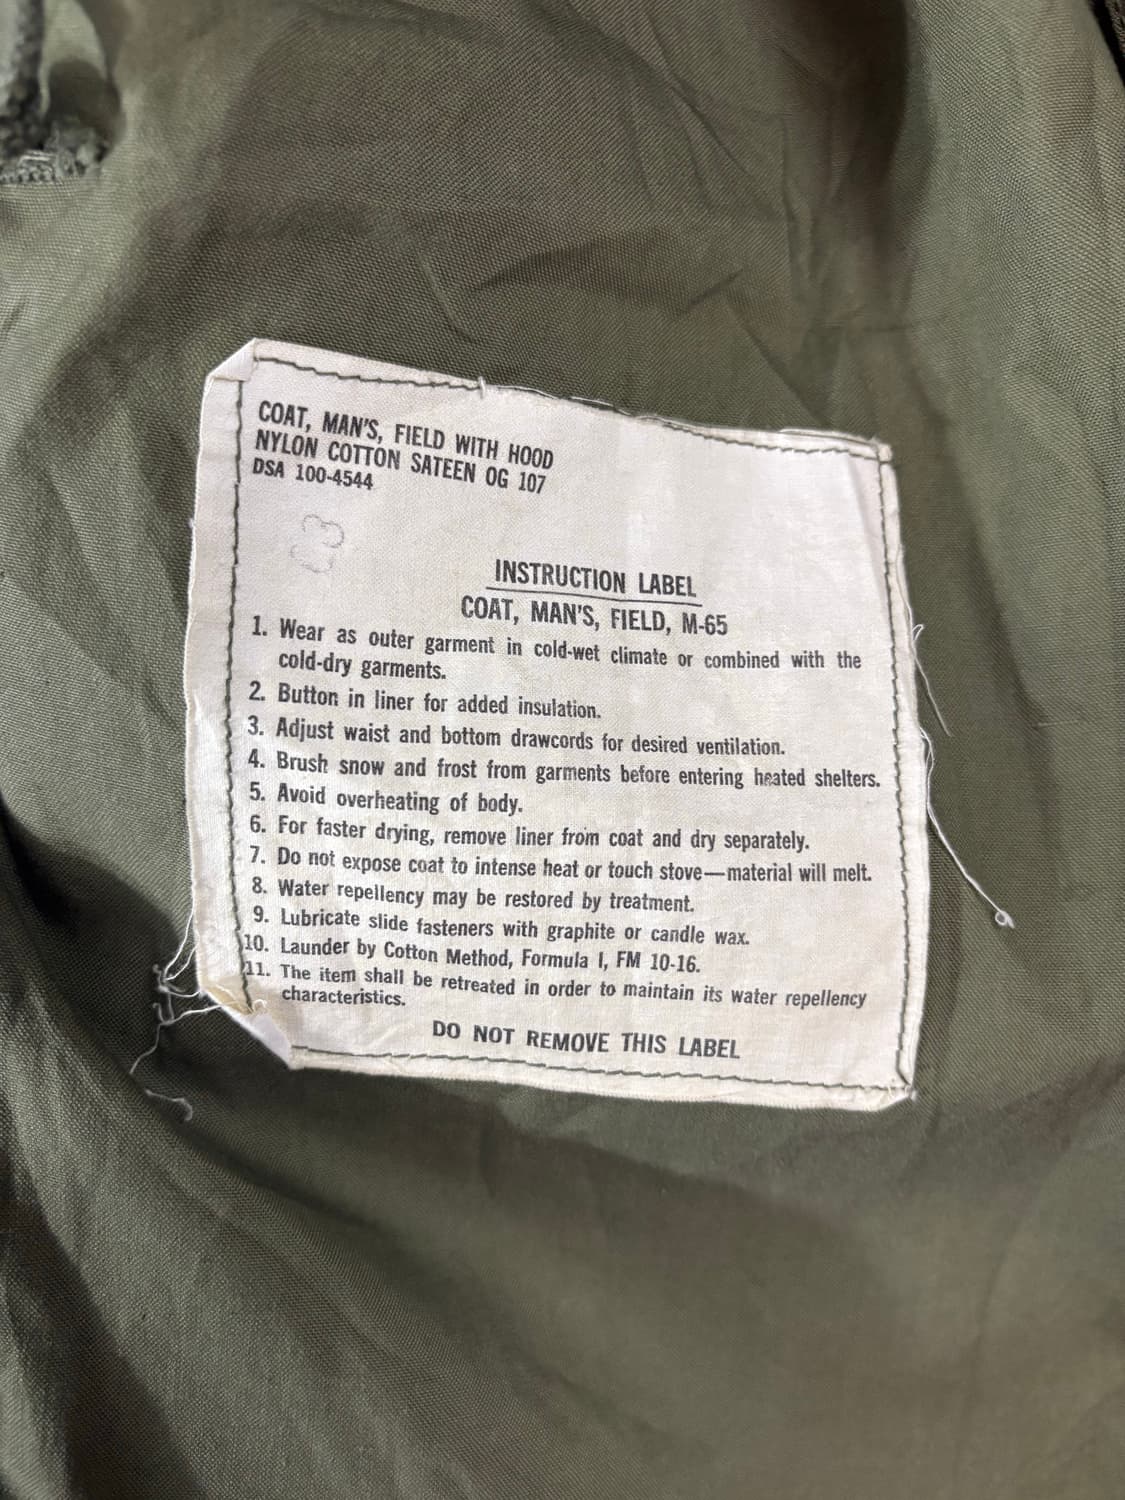 COAT, MAN'S, FIELD WITH HOOD
NYLON COTTON SATEEN OG 107
DSA 100-4544
INSTRUCTION LABEL
COAT, MAN'S, FIELD, M-65
1. Wear as outer garment in cold-wet climate or combined with the
cold-dry garments.
2. Button in liner for added insulation.
3. Adjust waist and bottom drawcords for desired ventilation.
4. Brush snow and frost from garments before entering heated shelters.
5. Avoid overheating of body.
6. For faster drying, remove liner from coat and dry separately.
7. Do not expose coat to intense heat or touch stove—material will melt.
8. Water repellency may be restored by treatment.
9. Lubricate slide fasteners with graphite or candle wax.
10. Launder by Cotton Method, Formula I, FM 10-16.
11. The item shall be retreated in order to maintain its water repellency
characteristics.
DO NOT REMOVE THIS LABEL